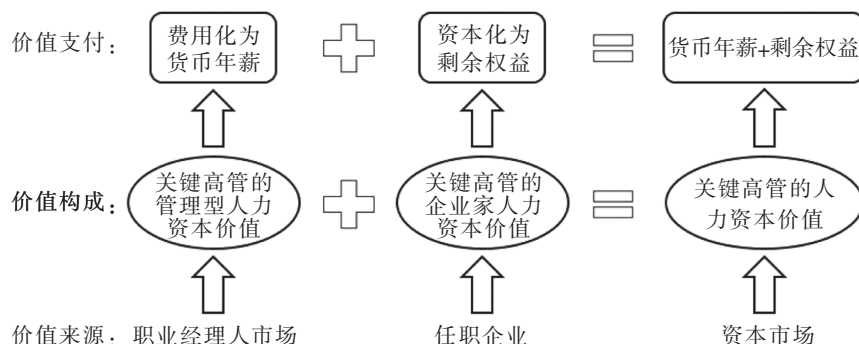 价值支付：
费用化为
货币年薪
资本化为
剩余权益
货币年薪+剩余权益
价值构成：
关键高管的
管理型人力
资本价值
关键高管的
企业家人力
资本价值
关键高管的人
力资本价值
价值来源：
职业经理人市场
任职企业
资本市场